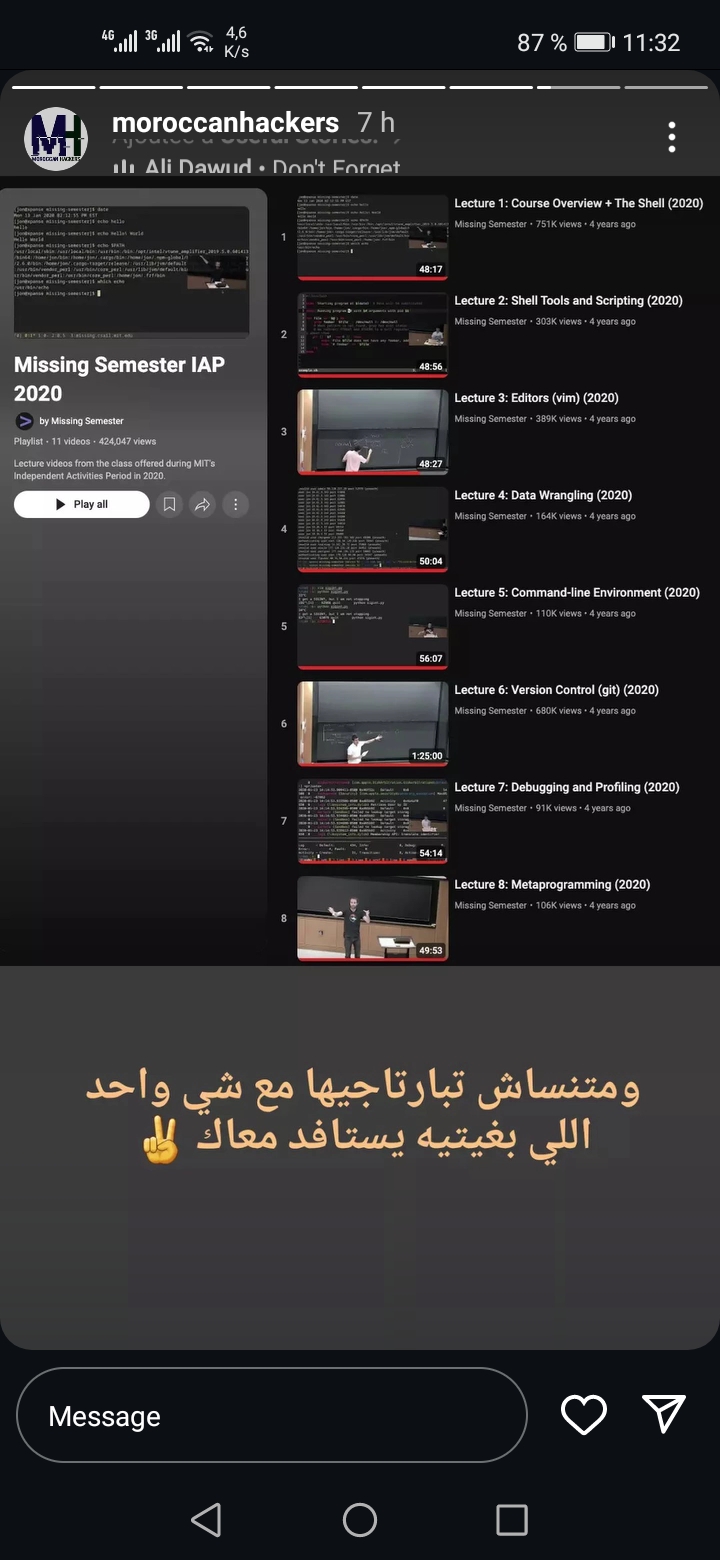 4G 3G 4,6 K/s 87 % 11:32
moroccanhackers 7 h
Ajoutée à Useful Stories. >
Ali Dawud • Don't Forget
MH
MOROCCAN HACKERS
Missing Semester IAP
2020
by Missing Semester
Playlist • 11 videos • 424,047 views
Lecture videos from the class offered during MIT's
Independent Activities Period in 2020.
Play all
1
48:17
Lecture 1: Course Overview + The Shell (2020)
Missing Semester • 751K views • 4 years ago
2
48:56
Lecture 2: Shell Tools and Scripting (2020)
Missing Semester • 303K views • 4 years ago
3
48:27
Lecture 3: Editors (vim) (2020)
Missing Semester • 389K views • 4 years ago
4
50:04
Lecture 4: Data Wrangling (2020)
Missing Semester • 164K views • 4 years ago
5
56:07
Lecture 5: Command-line Environment (2020)
Missing Semester • 110K views • 4 years ago
6
1:25:00
Lecture 6: Version Control (git) (2020)
Missing Semester • 680K views • 4 years ago
7
54:14
Lecture 7: Debugging and Profiling (2020)
Missing Semester • 91K views • 4 years ago
8
49:53
Lecture 8: Metaprogramming (2020)
Missing Semester • 106K views • 4 years ago
ومتنساش تبارتاجيها مع شي واحد
اللي بغيتيه يستافد معاك ✌️
Message